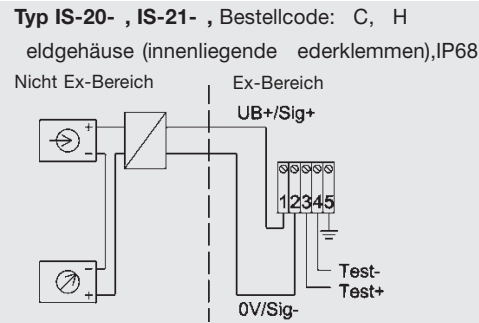 Typ IS-20- , IS-21- , Bestellcode: C, H
eldgehäuse (innenliegende ederklemmen),IP68
Nicht Ex-Bereich Ex-Bereich
UB+/Sig+
+
-
12345
-
+
Test-
Test+
0V/Sig-